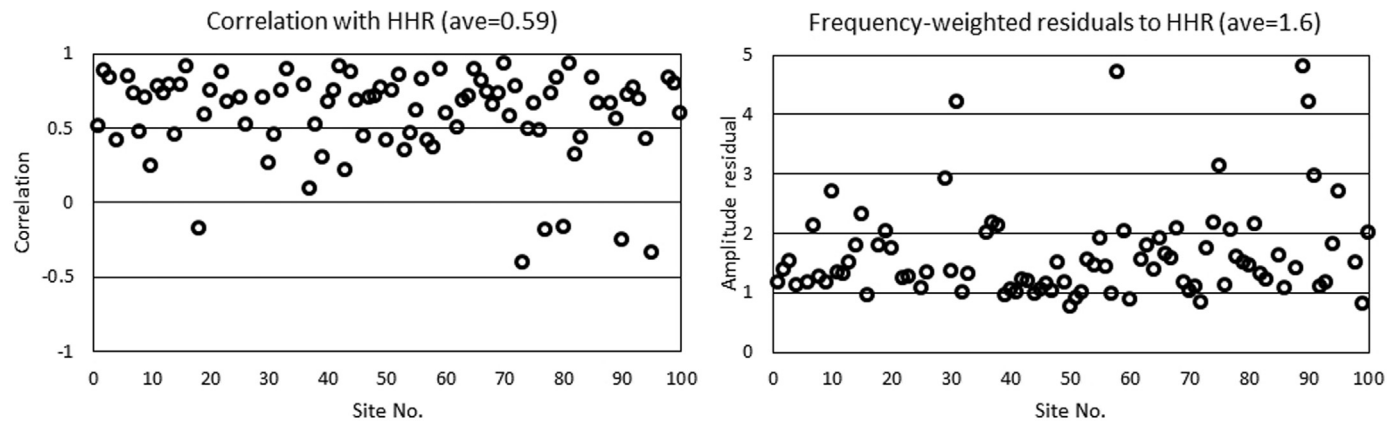 Correlation with HHR (ave=0.59)
1
0.5
0
-0.5
-1
Correlation
0 10 20 30 40 50 60 70 80 90 100
Site No.
Frequency-weighted residuals to HHR (ave=1.6)
5
4
3
2
1
0
Amplitude residual
0 10 20 30 40 50 60 70 80 90 100
Site No.